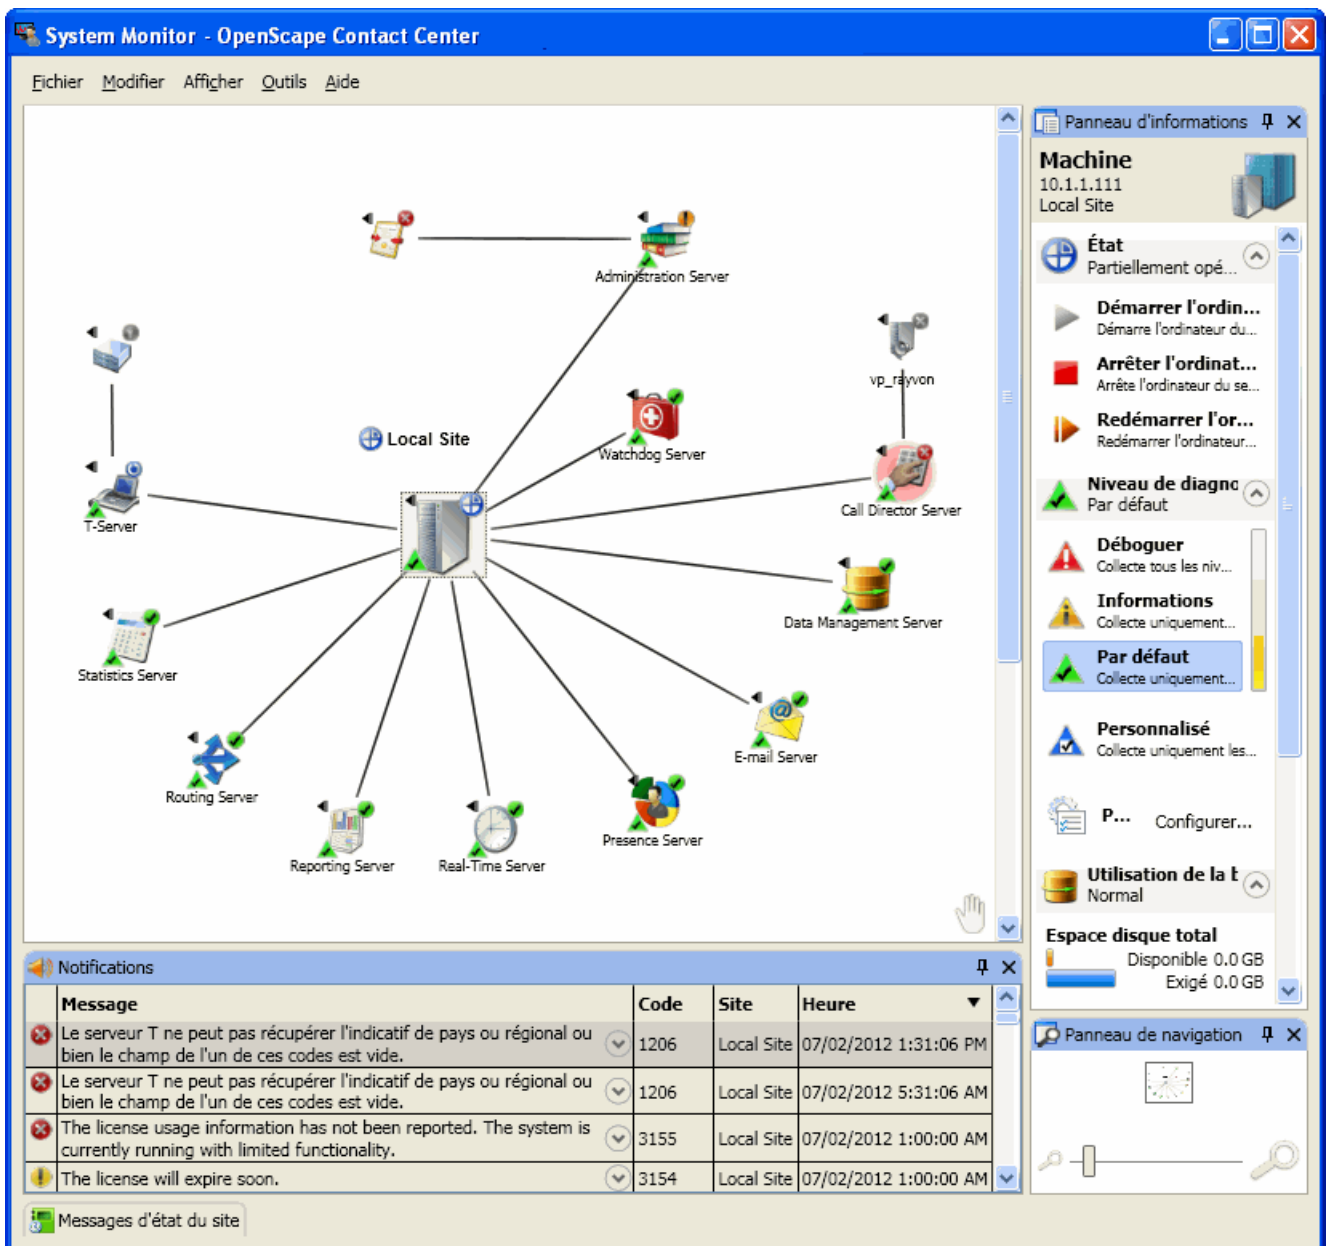 System Monitor - OpenScape Contact Center
Fichier Modifier Afficher Outils Aide
Administration Server
vp_rayvon
Local Site
Watchdog Server
T-Server
Call Director Server
Data Management Server
Statistics Server
E-mail Server
Routing Server
Presence Server
Reporting Server
Real-Time Server
Panneau d'informations
Machine
10.1.1.111
Local Site
État
Partiellement opé...
Démarrer l'ordin...
Démarre l'ordinateur du...
Arrêter l'ordinat...
Arrête l'ordinateur du se...
Redémarrer l'or...
Redémarrer l'ordinateur...
Niveau de diagno
Par défaut
Déboguer
Collecte tous les niv...
Informations
Collecte uniquement...
Par défaut
Collecte uniquement...
Personnalisé
Collecte uniquement les...
P... Configurer...
Utilisation de la b
Normal
Espace disque total
Disponible 0.0 GB
Exigé 0.0 GB
Notifications
Message Code Site Heure
Le serveur T ne peut pas récupérer l'indicatif de pays ou régional ou
bien le champ de l'un de ces codes est vide.
1206 Local Site 07/02/2012 1:31:06 PM
Le serveur T ne peut pas récupérer l'indicatif de pays ou régional ou
bien le champ de l'un de ces codes est vide.
1206 Local Site 07/02/2012 5:31:06 AM
The license usage information has not been reported. The system is
currently running with limited functionality.
3155 Local Site 07/02/2012 1:00:00 AM
The license will expire soon. 3154 Local Site 07/02/2012 1:00:00 AM
Panneau de navigation
Messages d'état du site